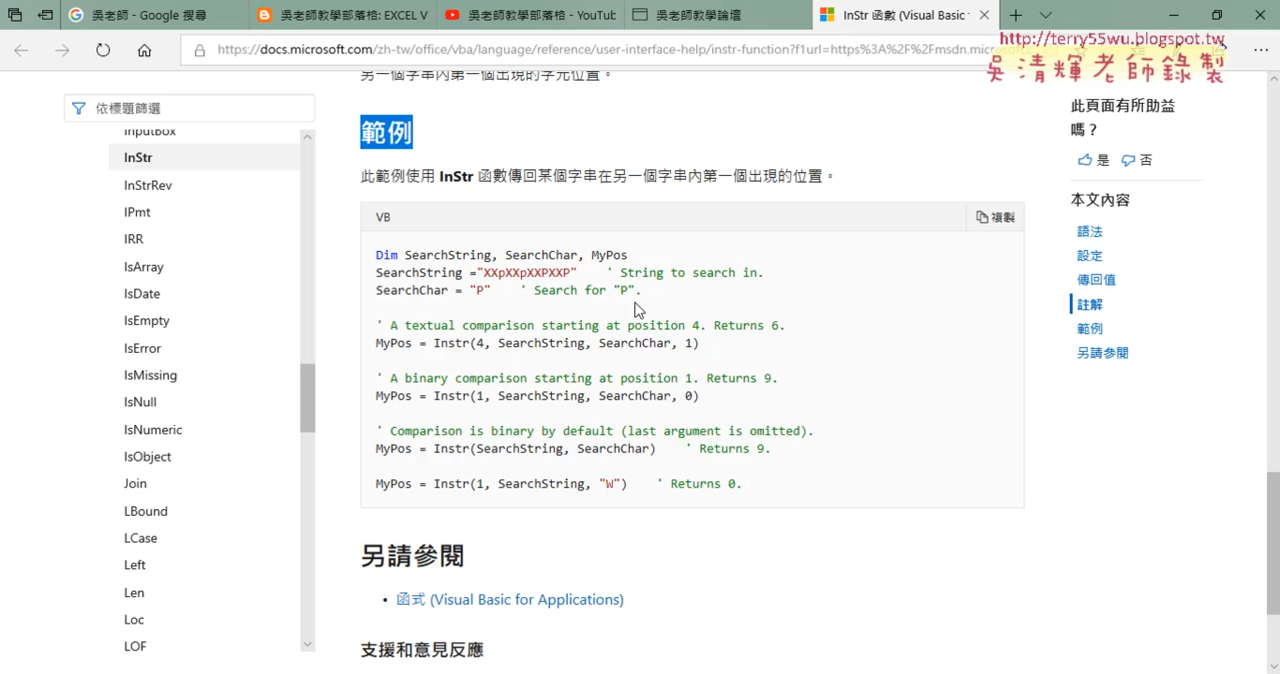 吳老師 - Google 搜尋
吳老師教學部落格: EXCEL V
吳老師教學部落格 - YouTub
吳老師教學論壇
InStr 函數 (Visual Basic
https://docs.microsoft.com/zh-tw/office/vba/language/reference/user-interface-help/instr-function?f1url=https%3A%2F%2Fmsdn.micr
http://terry55wu.blogspot.tw
吳清輝老師錄製
另一個字串內第一個出現的字元位置。
依標題篩選
InputBox
InStr
InStrRev
IPmt
IRR
IsArray
IsDate
IsEmpty
IsError
IsMissing
IsNull
IsNumeric
IsObject
Join
LBound
LCase
Left
Len
Loc
LOF
範例
此範例使用 InStr 函數傳回某個字串在另一個字串內第一個出現的位置。
VB
複製
Dim SearchString, SearchChar, MyPos
SearchString ="XXpXXpXXPXXP"    ' String to search in.
SearchChar = "P"    ' Search for "P".
' A textual comparison starting at position 4. Returns 6.
MyPos = Instr(4, SearchString, SearchChar, 1)
' A binary comparison starting at position 1. Returns 9.
MyPos = Instr(1, SearchString, SearchChar, 0)
' Comparison is binary by default (last argument is omitted).
MyPos = Instr(SearchString, SearchChar)    ' Returns 9.
MyPos = Instr(1, SearchString, "W")    ' Returns 0.
另請參閱
• 函式 (Visual Basic for Applications)
支援和意見反應
此頁面有所助益
嗎？
是 否
本文內容
語法
設定
傳回值
註解
範例
另請參閱